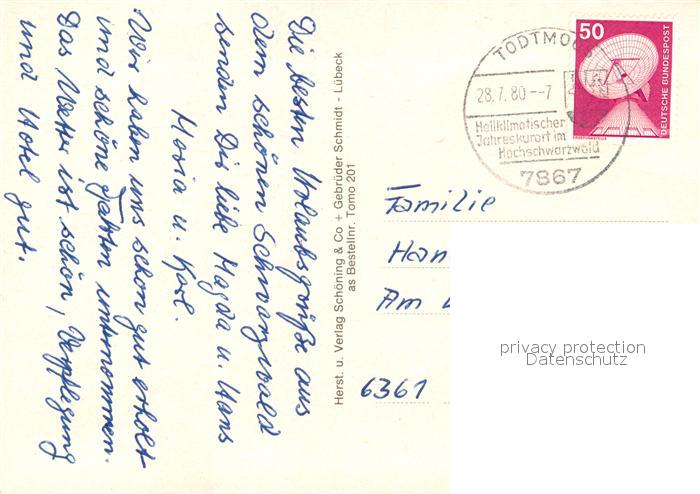 Die besten Urlaubsgrüße aus
dem schönen Schwarzwald
senden Dir liebe Magda u. Hans
Maria u. Karl.
Wir haben uns schon gut erholt
und schöne Fahrten unternommen.
Das Wetter ist schön, Verpflegung
und Hotel gut.
Herst. u. Verlag Schöning & Co + Gebrüder Schmidt - Lübeck
as Bestellnr. Tomo 201
TODTMOOS
28.7.80--7
Heilklimatischer
Jahreskurort im
Hochschwarzwald
7867
50
DEUTSCHE BUNDESPOST
Familie
Han
Am
6361
privacy protection
Datenschutz